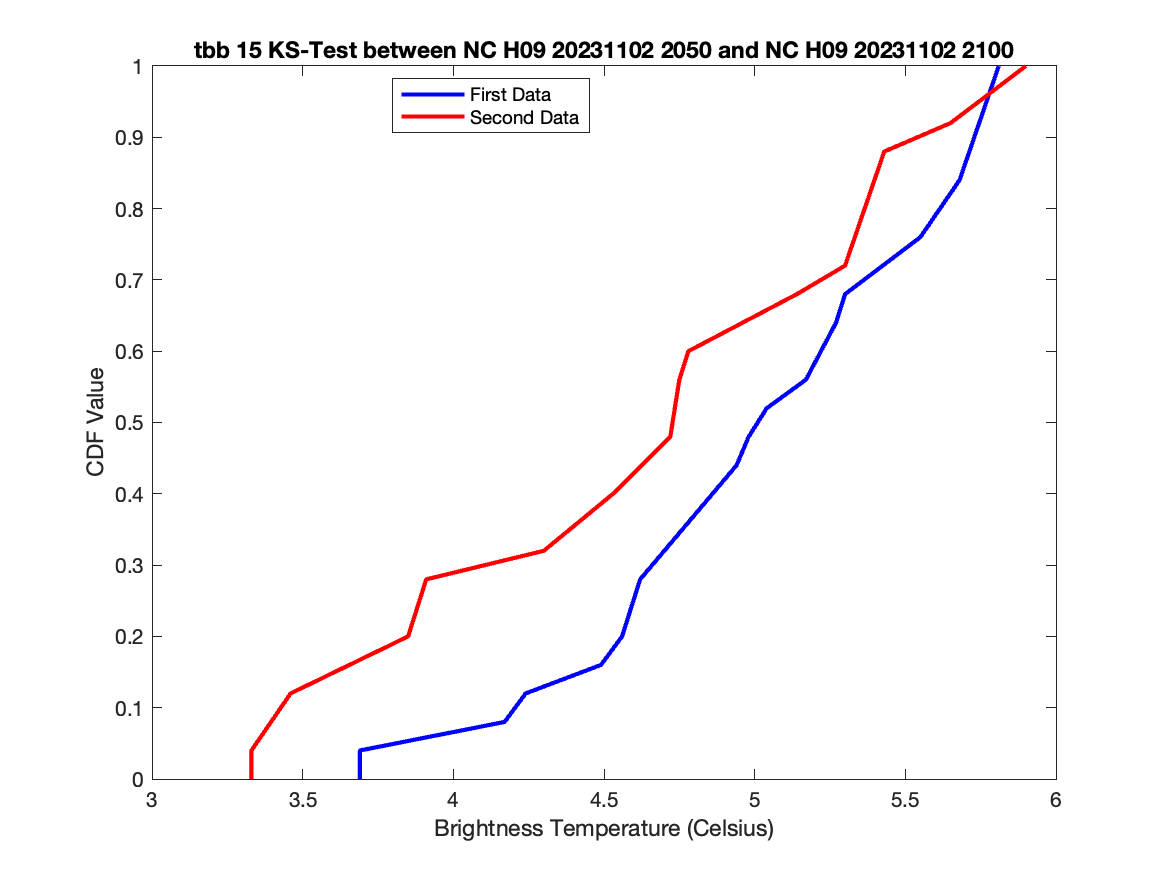 tbb 15 KS-Test between NC H09 20231102 2050 and NC H09 20231102 2100
First Data
Second Data
1
0.9
0.8
0.7
0.6
0.5
0.4
0.3
0.2
0.1
0
CDF Value
3 3.5 4 4.5 5 5.5 6
Brightness Temperature (Celsius)